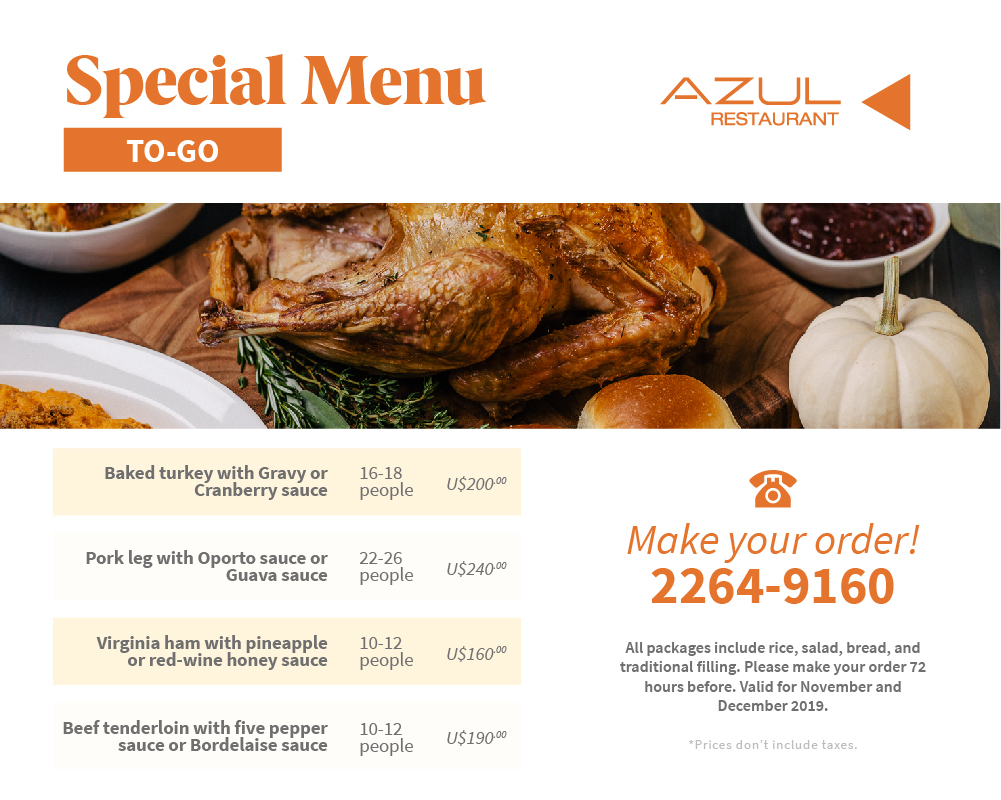 Special Menu
TO-GO
AZUL
RESTAURANT
Baked turkey with Gravy or
Cranberry sauce
16-18
people
U$200.00
Pork leg with Oporto sauce or
Guava sauce
22-26
people
U$240.00
Virginia ham with pineapple
or red-wine honey sauce
10-12
people
U$160.00
Beef tenderloin with five pepper
sauce or Bordelaise sauce
10-12
people
U$190.00
Make your order!
2264-9160
All packages include rice, salad, bread, and
traditional filling. Please make your order 72
hours before. Valid for November and
December 2019.
*Prices don't include taxes.